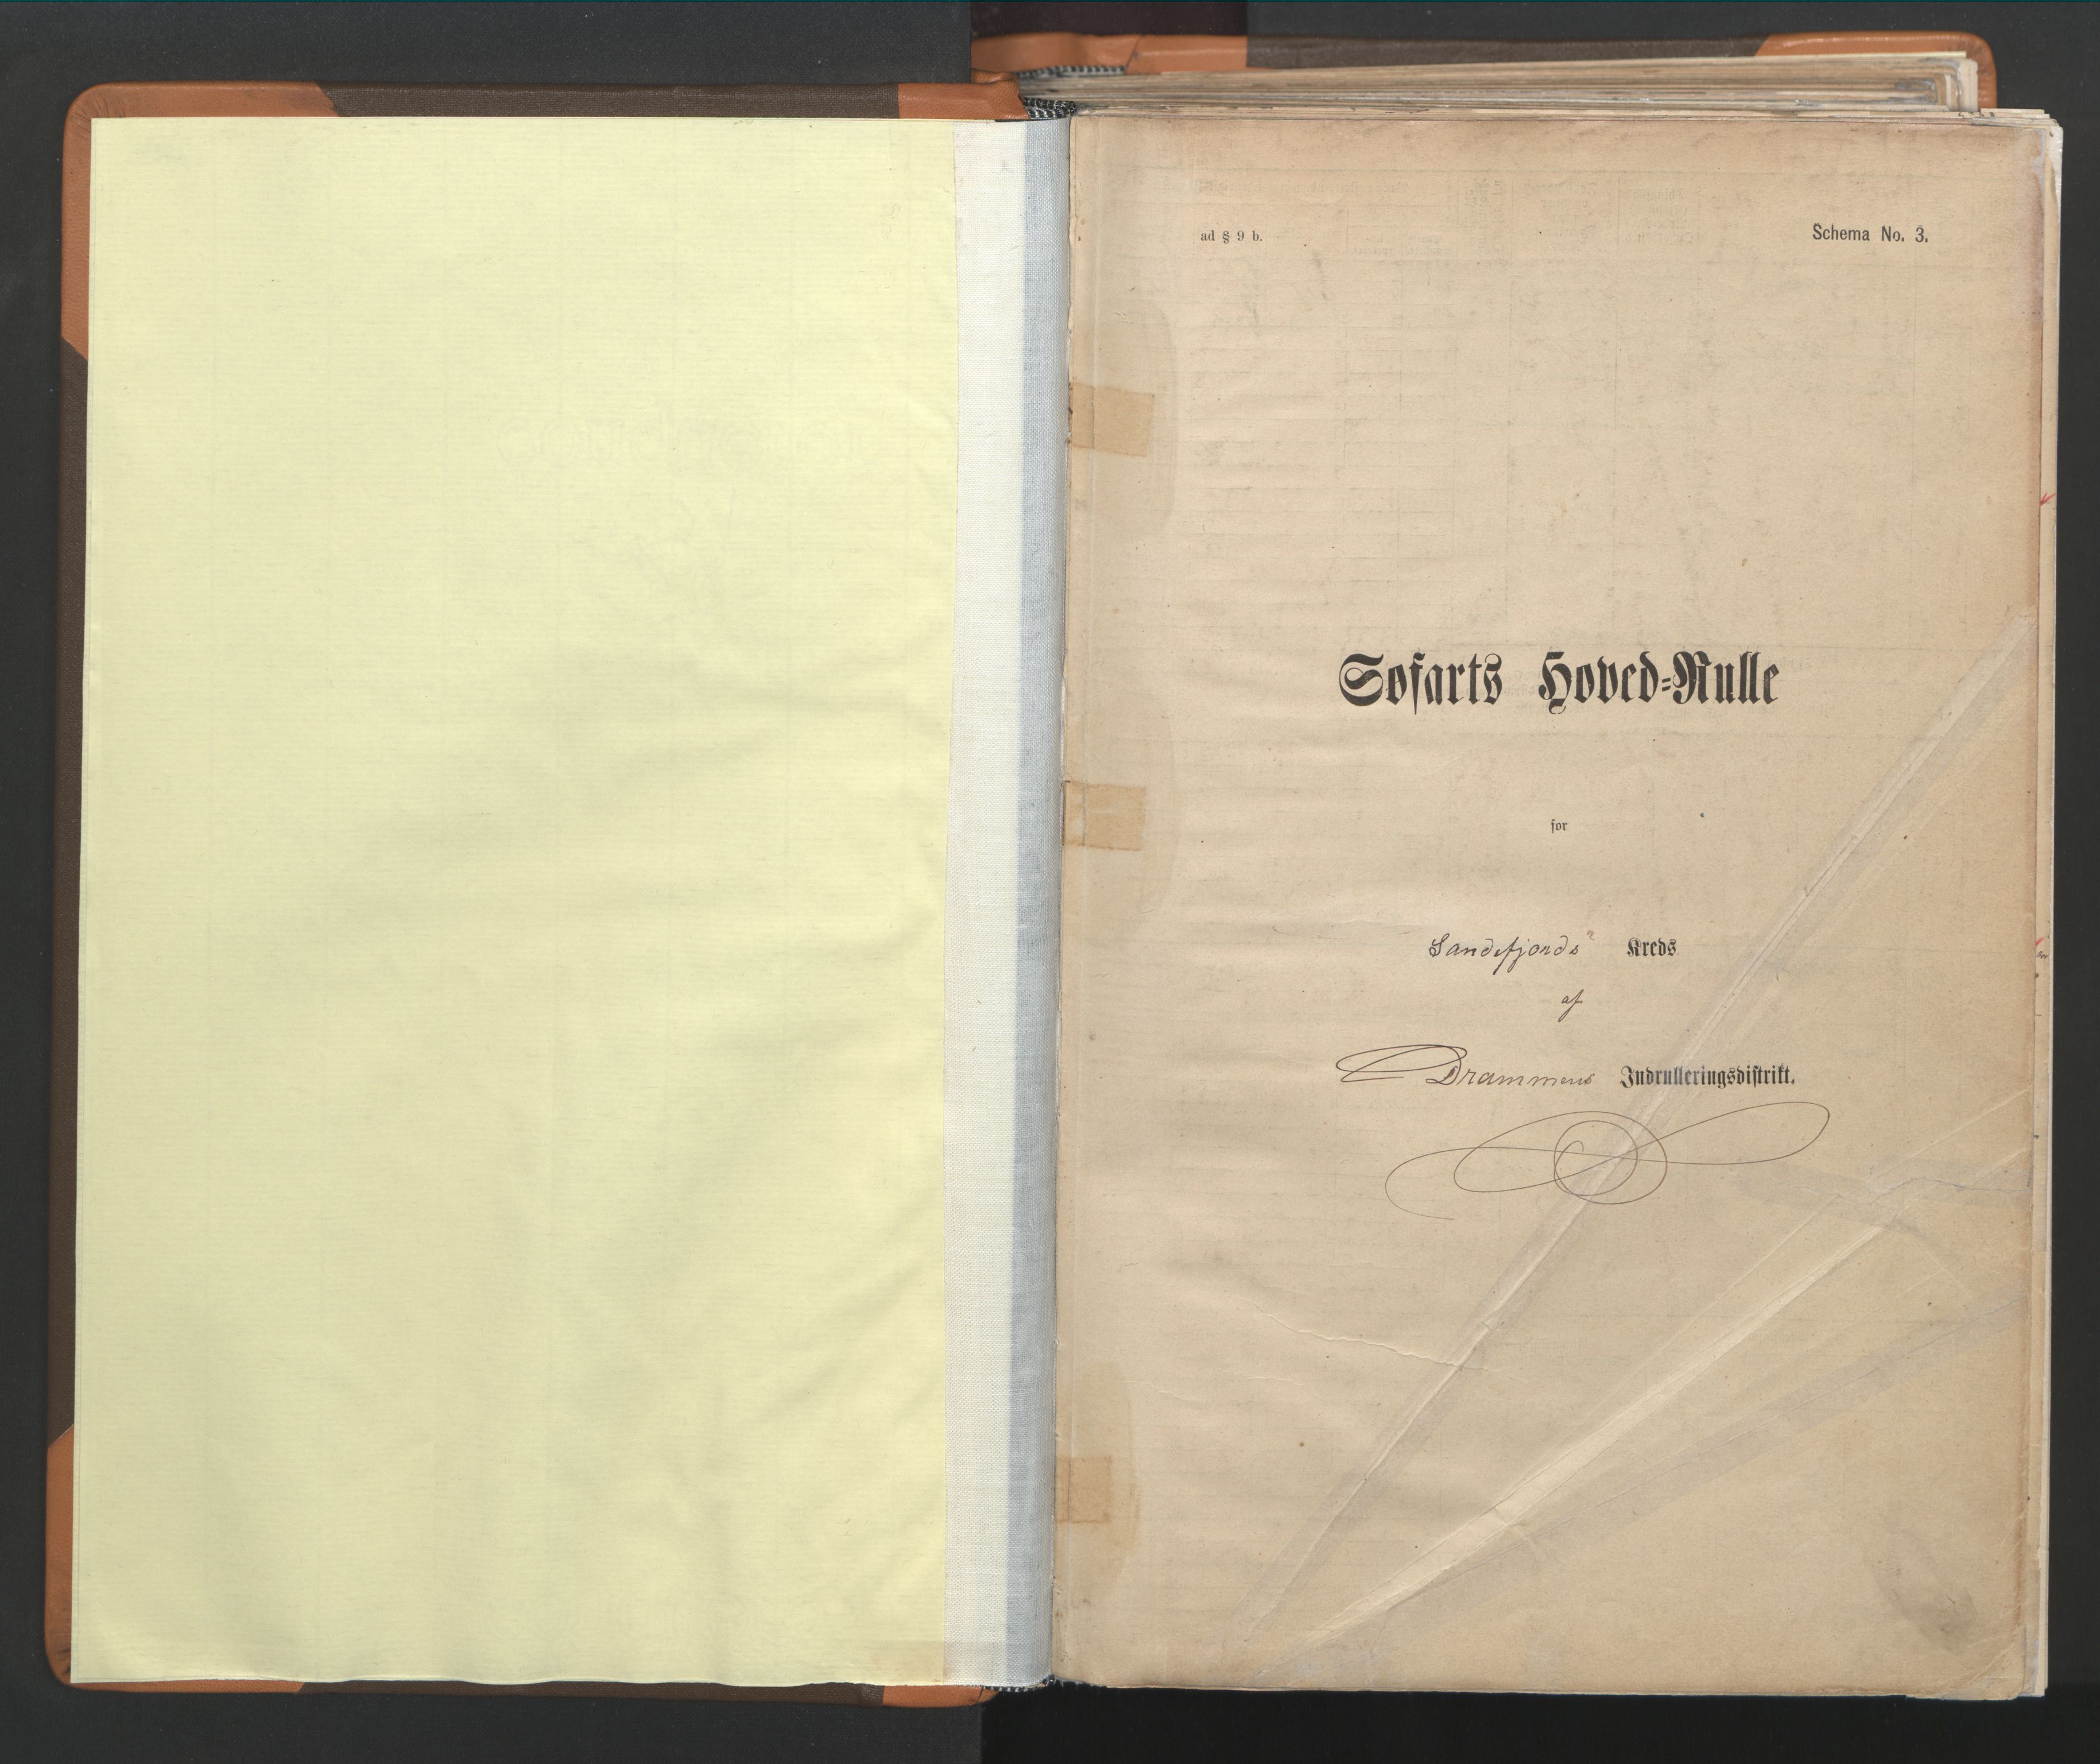 ad § 9 b.
Schema No. 3.
Søfarts Hoved-Rulle
for
Sandefjords Kreds
af
Drammens Indrulleringsdistrikt.